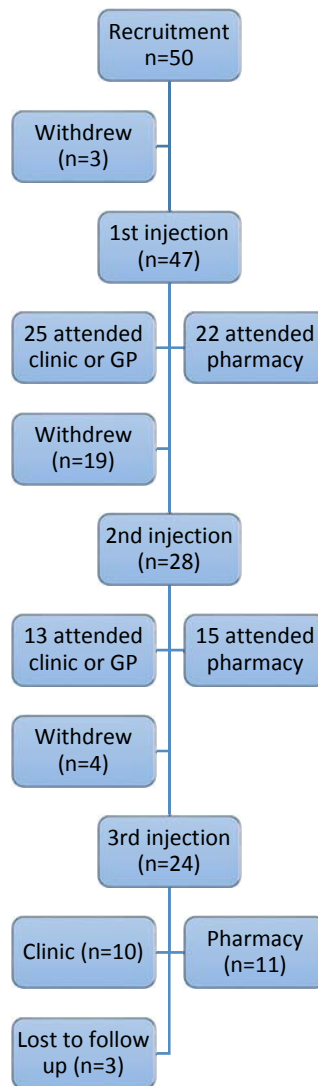 Recruitment
n=50
Withdrew
(n=3)
1st injection
(n=47)
25 attended
clinic or GP
22 attended
pharmacy
Withdrew
(n=19)
2nd injection
(n=28)
13 attended
clinic or GP
15 attended
pharmacy
Withdrew
(n=4)
3rd injection
(n=24)
Clinic (n=10)
Pharmacy
(n=11)
Lost to follow
up (n=3)